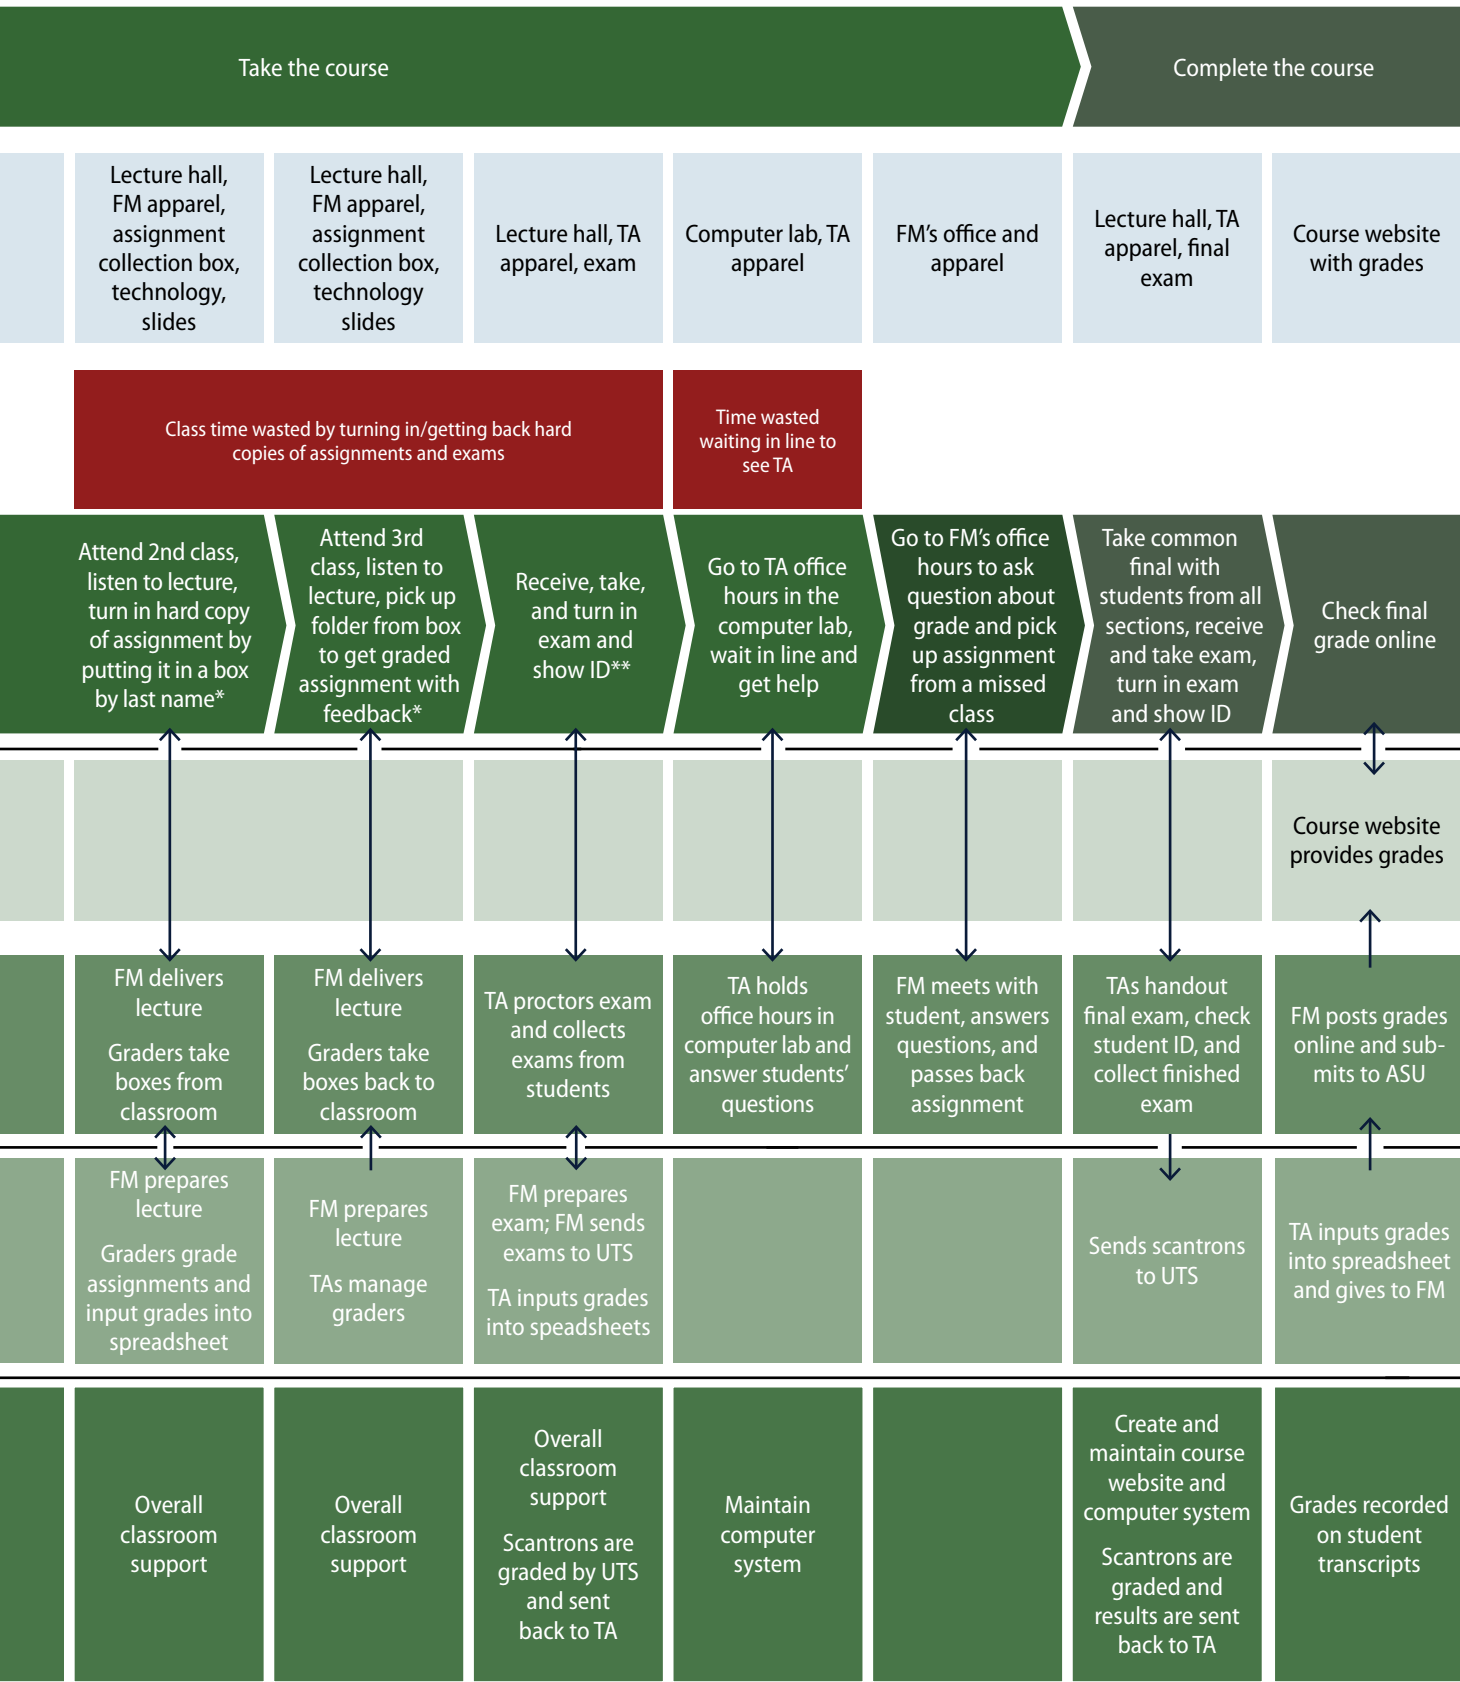 Take the course
Complete the course
Lecture hall,
FM apparel,
assignment
collection box,
technology,
slides
Lecture hall,
FM apparel,
assignment
collection box,
technology
slides
Lecture hall, TA
apparel, exam
Computer lab, TA
apparel
FM's office and
apparel
Lecture hall, TA
apparel, final
exam
Course website
with grades
Class time wasted by turning in/getting back hard
copies of assignments and exams
Time wasted
waiting in line to
see TA
Attend 2nd class,
listen to lecture,
turn in hard copy
of assignment by
putting it in a box
by last name*
Attend 3rd
class, listen to
lecture, pick up
folder from box
to get graded
assignment with
feedback*
Receive, take,
and turn in
exam and
show ID**
Go to TA office
hours in the
computer lab,
wait in line and
get help
Go to FM's office
hours to ask
question about
grade and pick
up assignment
from a missed
class
Take common
final with
students from all
sections, receive
and take exam,
turn in exam
and show ID
Check final
grade online
Course website
provides grades
FM delivers
lecture
Graders take
boxes from
classroom
FM delivers
lecture
Graders take
boxes back to
classroom
TA proctors exam
and collects
exams from
students
TA holds
office hours in
computer lab and
answer students'
questions
FM meets with
student, answers
questions, and
passes back
assignment
TAs handout
final exam, check
student ID, and
collect finished
exam
FM posts grades
online and sub-
mits to ASU
FM prepares
lecture
Graders grade
assignments and
input grades into
spreadsheet
FM prepares
lecture
TAs manage
graders
FM prepares
exam; FM sends
exams to UTS
TA inputs grades
into speadsheets
Sends scantrons
to UTS
TA inputs grades
into spreadsheet
and gives to FM
Overall
classroom
support
Overall
classroom
support
Overall
classroom
support
Scantrons are
graded by UTS
and sent
back to TA
Maintain
computer
system
Create and
maintain course
website and
computer system
Scantrons are
graded and
results are sent
back to TA
Grades recorded
on student
transcripts